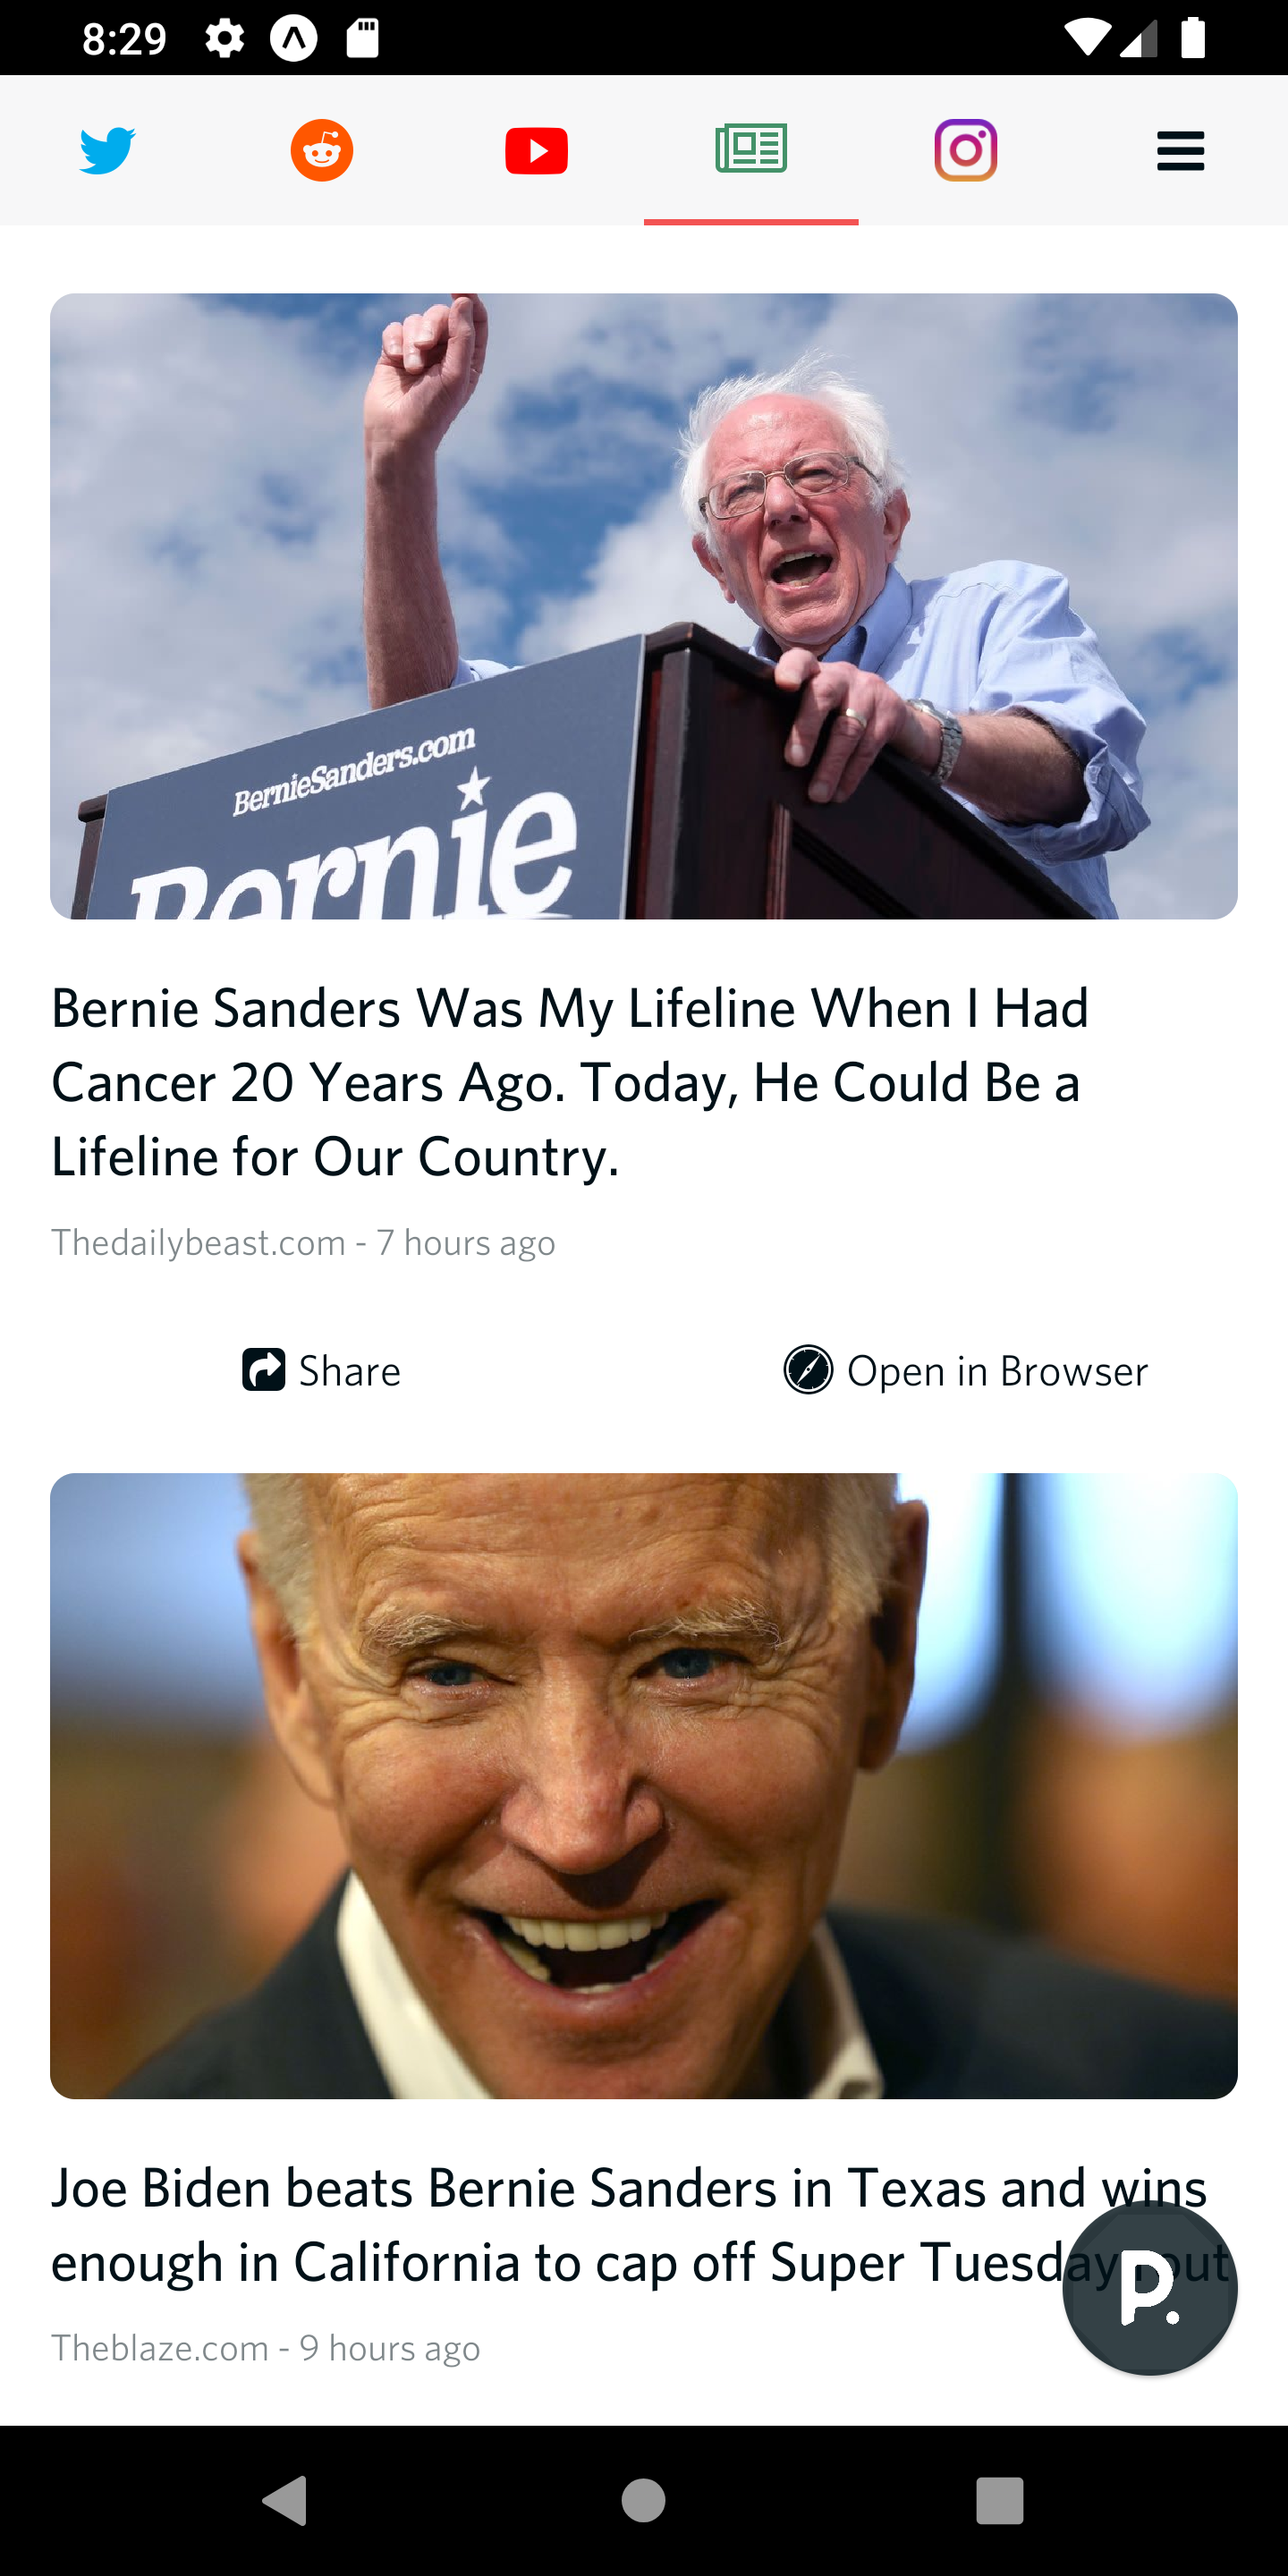 8:29
BernieSanders.com
Bernie
Bernie Sanders Was My Lifeline When I Had
Cancer 20 Years Ago. Today, He Could Be a
Lifeline for Our Country.
Thedailybeast.com - 7 hours ago
Share
Open in Browser
Joe Biden beats Bernie Sanders in Texas and wins
enough in California to cap off Super Tuesday rout
P.
Theblaze.com - 9 hours ago